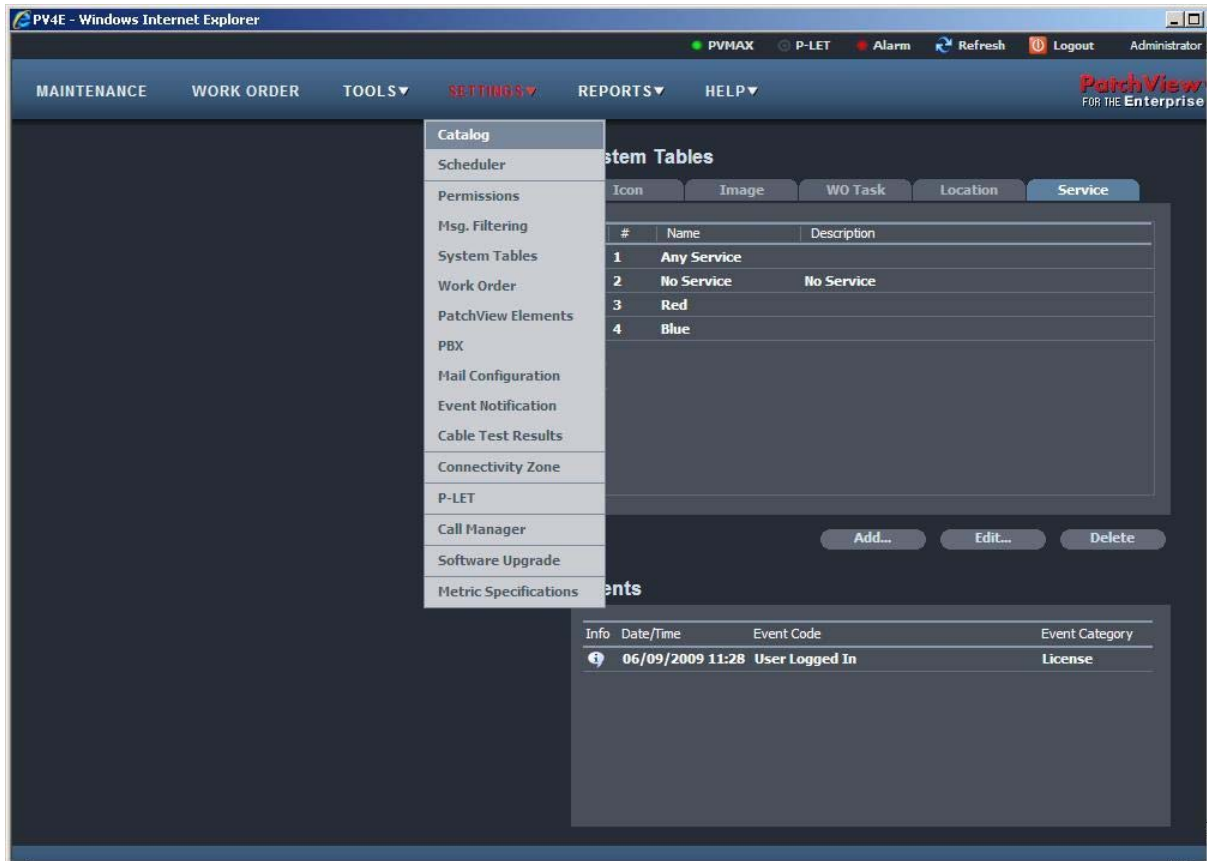 PV4E - Windows Internet Explorer
PVMAX P-LET Alarm Refresh Logout Administrator
MAINTENANCE WORK ORDER TOOLS SETTINGS REPORTS HELP
PatchView
FOR THE Enterprise
Catalog
Scheduler
Permissions
Msg. Filtering
System Tables
Work Order
PatchView Elements
PBX
Mail Configuration
Event Notification
Cable Test Results
Connectivity Zone
P-LET
Call Manager
Software Upgrade
Metric Specifications
stem Tables
Icon Image WO Task Location Service
# Name Description
1 Any Service
2 No Service No Service
3 Red
4 Blue
Add... Edit... Delete
ents
Info Date/Time Event Code Event Category
06/09/2009 11:28 User Logged In License